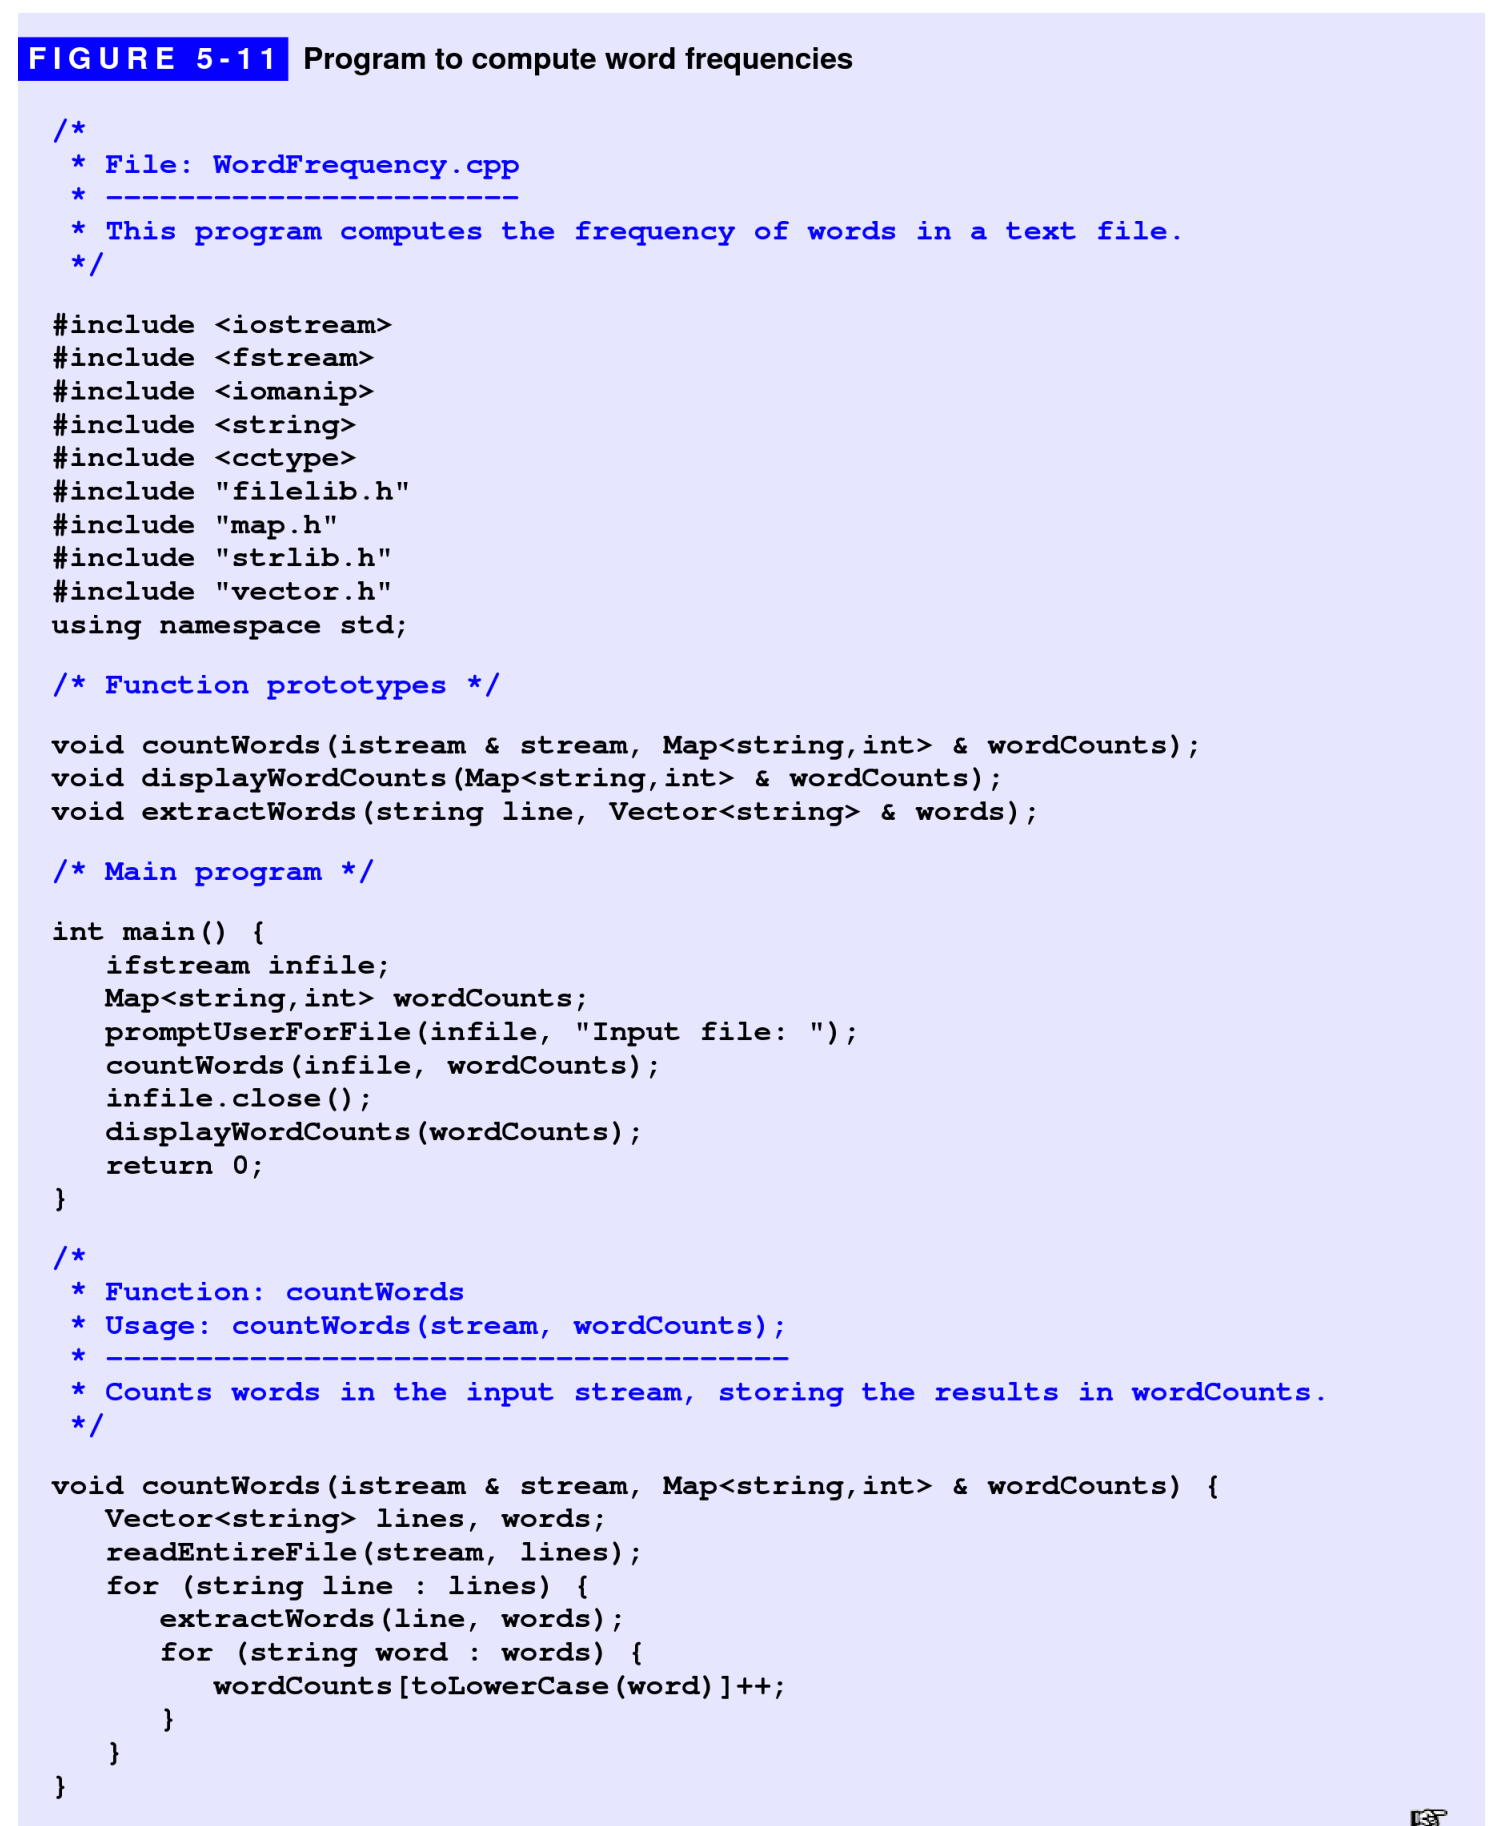 FIGURE 5-11 Program to compute word frequencies
/*
 * File: WordFrequency.cpp
 * -----------------------
 * This program computes the frequency of words in a text file.
 */
#include <iostream>
#include <fstream>
#include <iomanip>
#include <string>
#include <cctype>
#include "filelib.h"
#include "map.h"
#include "strlib.h"
#include "vector.h"
using namespace std;
/* Function prototypes */
void countWords(istream & stream, Map<string,int> & wordCounts);
void displayWordCounts(Map<string,int> & wordCounts);
void extractWords(string line, Vector<string> & words);
/* Main program */
int main() {
   ifstream infile;
   Map<string,int> wordCounts;
   promptUserForFile(infile, "Input file: ");
   countWords(infile, wordCounts);
   infile.close();
   displayWordCounts(wordCounts);
   return 0;
}
/*
 * Function: countWords
 * Usage: countWords(stream, wordCounts);
 * --------------------------------------
 * Counts words in the input stream, storing the results in wordCounts.
 */
void countWords(istream & stream, Map<string,int> & wordCounts) {
   Vector<string> lines, words;
   readEntireFile(stream, lines);
   for (string line : lines) {
      extractWords(line, words);
      for (string word : words) {
         wordCounts[toLowerCase(word)]++;
      }
   }
}